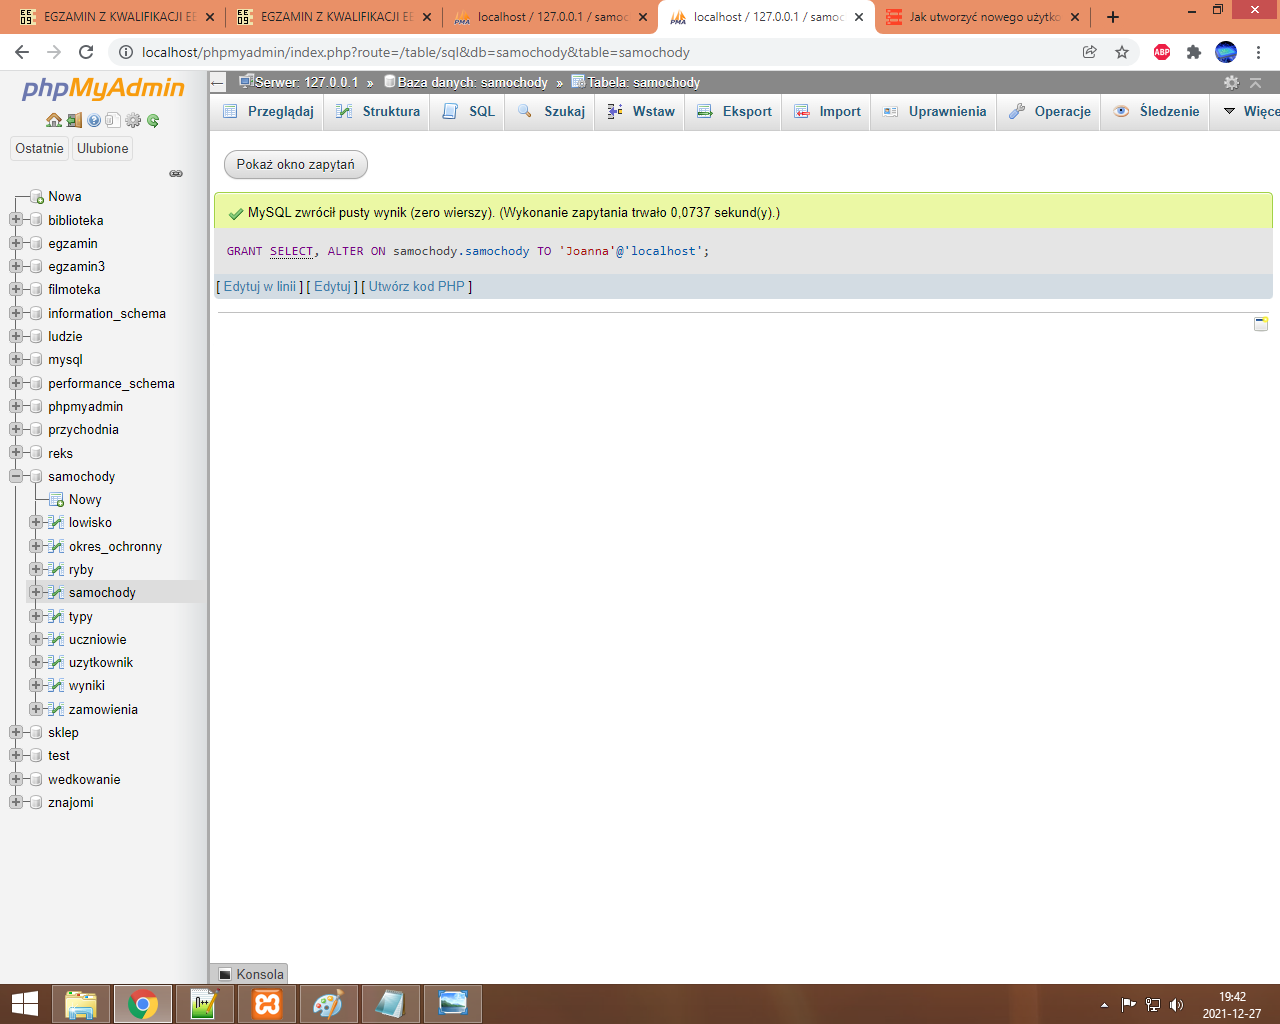 EGZAMIN Z KWALIFIKACJI EE
EGZAMIN Z KWALIFIKACJI EE
localhost / 127.0.0.1 / samoc
localhost / 127.0.0.1 / samoc
Jak utworzyć nowego użytko
localhost/phpmyadmin/index.php?route=/table/sql&db=samochody&table=samochody
ABP
phpMyAdmin
Serwer: 127.0.0.1 » Baza danych: samochody » Tabela: samochody
Przeglądaj Struktura SQL Szukaj Wstaw Eksport Import Uprawnienia Operacje Śledzenie Więce
Ostatnie Ulubione
Pokaż okno zapytań
MySQL zwrócił pusty wynik (zero wierszy). (Wykonanie zapytania trwało 0,0737 sekund(y).)
GRANT SELECT, ALTER ON samochody.samochody TO 'Joanna'@'localhost';
[ Edytuj w linii ] [ Edytuj ] [ Utwórz kod PHP ]
Nowa
biblioteka
egzamin
egzamin3
filmoteka
information_schema
ludzie
mysql
performance_schema
phpmyadmin
przychodnia
reks
samochody
Nowy
lowisko
okres_ochronny
ryby
samochody
typy
uczniowie
uzytkownik
wyniki
zamowienia
sklep
test
wedkowanie
znajomi
Konsola
19:42
2021-12-27